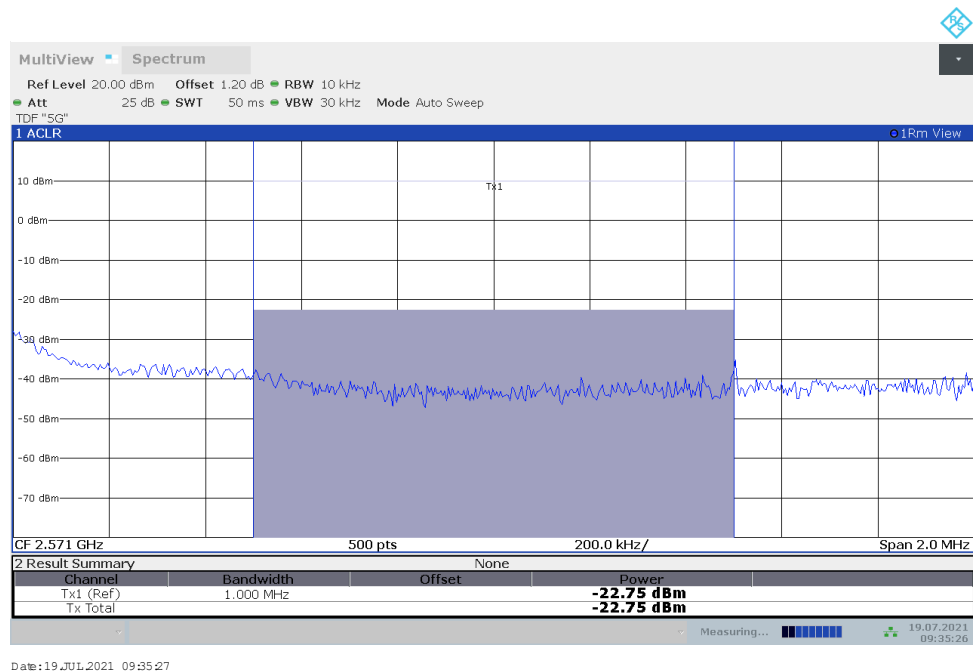 R&S
MultiView Spectrum
Ref Level 20.00 dBm Offset 1.20 dB RBW 10 kHz
Att 25 dB SWT 50 ms VBW 30 kHz Mode Auto Sweep
TDF "5G"
1 ACLR 1Rm View
10 dBm
Tx1
0 dBm
-10 dBm
-20 dBm
-30 dBm
-40 dBm
-50 dBm
-60 dBm
-70 dBm
CF 2.571 GHz 500 pts 200.0 kHz/ Span 2.0 MHz
2 Result Summary None
Channel Bandwidth Offset Power
Tx1 (Ref) 1.000 MHz -22.75 dBm
Tx Total -22.75 dBm
Measuring... 19.07.2021
09:35:26
Date:19.JUL.2021 09:35:27